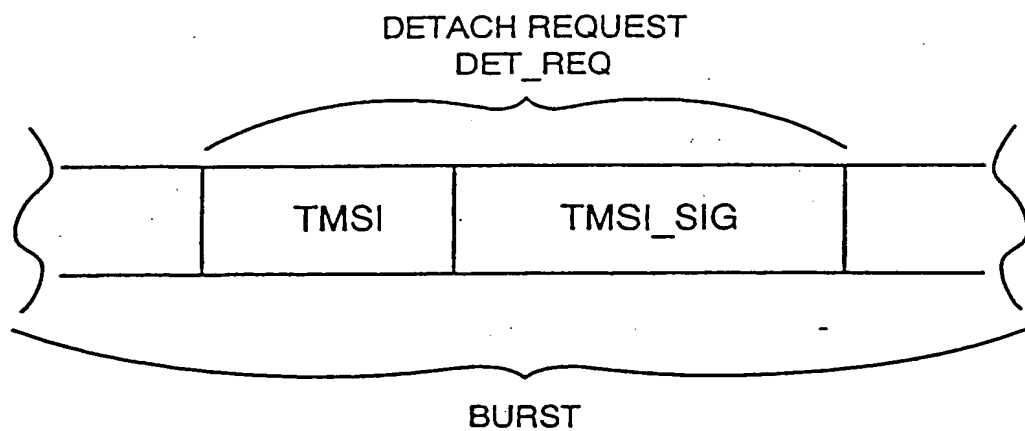 DETACH REQUEST
DET_REQ
TMSI
TMSI_SIG
BURST